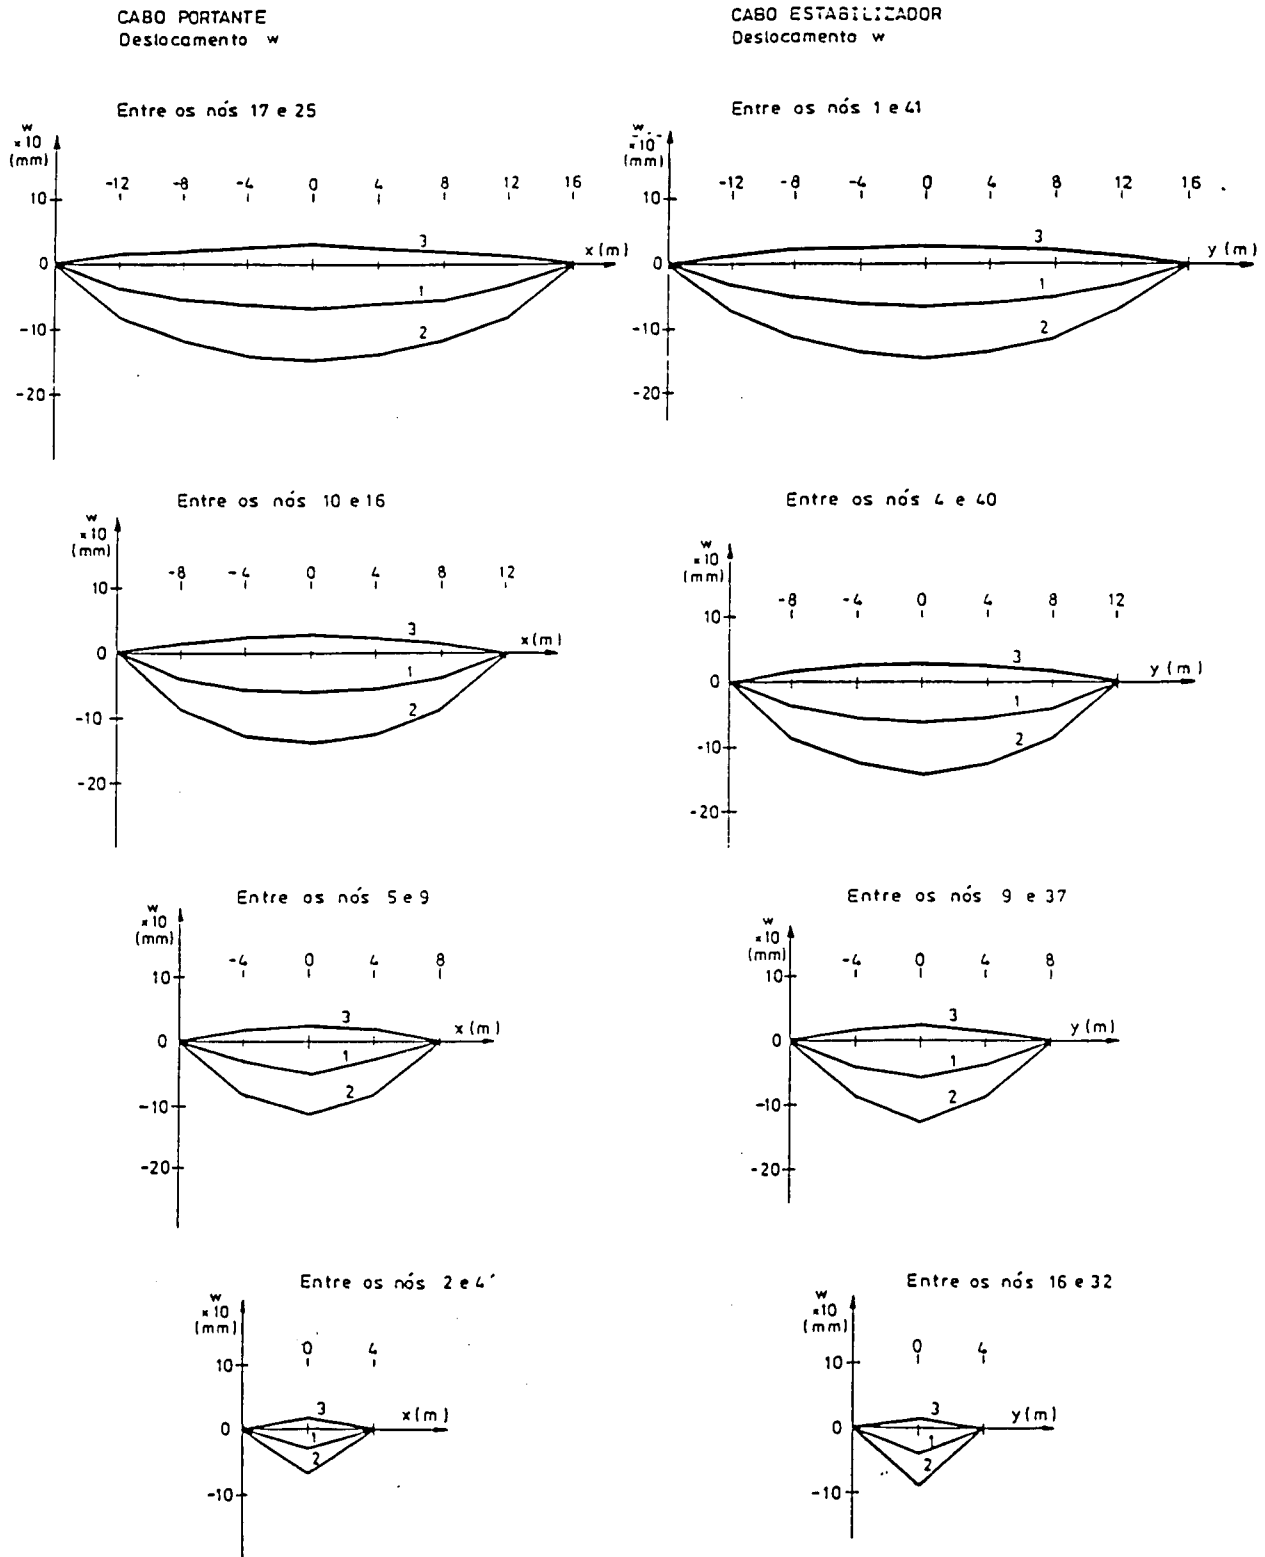 CABO PORTANTE
Deslocamento w
CABO ESTABILIZADOR
Deslocamento w
Entre os nós 17 e 25
w
×10
(mm)
-12 -8 -4 0 4 8 12 16
10
0
-10
-20
3
1
2
x (m)
Entre os nós 1 e 41
w
×10
(mm)
-12 -8 -4 0 4 8 12 16
10
0
-10
-20
3
1
2
y (m)
Entre os nós 10 e 16
w
×10
(mm)
-8 -4 0 4 8 12
10
0
-10
-20
3
1
2
x (m)
Entre os nós 4 e 40
w
×10
(mm)
-8 -4 0 4 8 12
10
0
-10
-20
3
1
2
y (m)
Entre os nós 5 e 9
w
×10
(mm)
-4 0 4 8
10
0
-10
-20
3
1
2
x (m)
Entre os nós 9 e 37
w
×10
(mm)
-4 0 4 8
10
0
-10
-20
3
1
2
y (m)
Entre os nós 2 e 4
w
×10
(mm)
0 4
10
0
-10
3
1
2
x (m)
Entre os nós 16 e 32
w
×10
(mm)
0 4
10
0
-10
3
1
2
y (m)